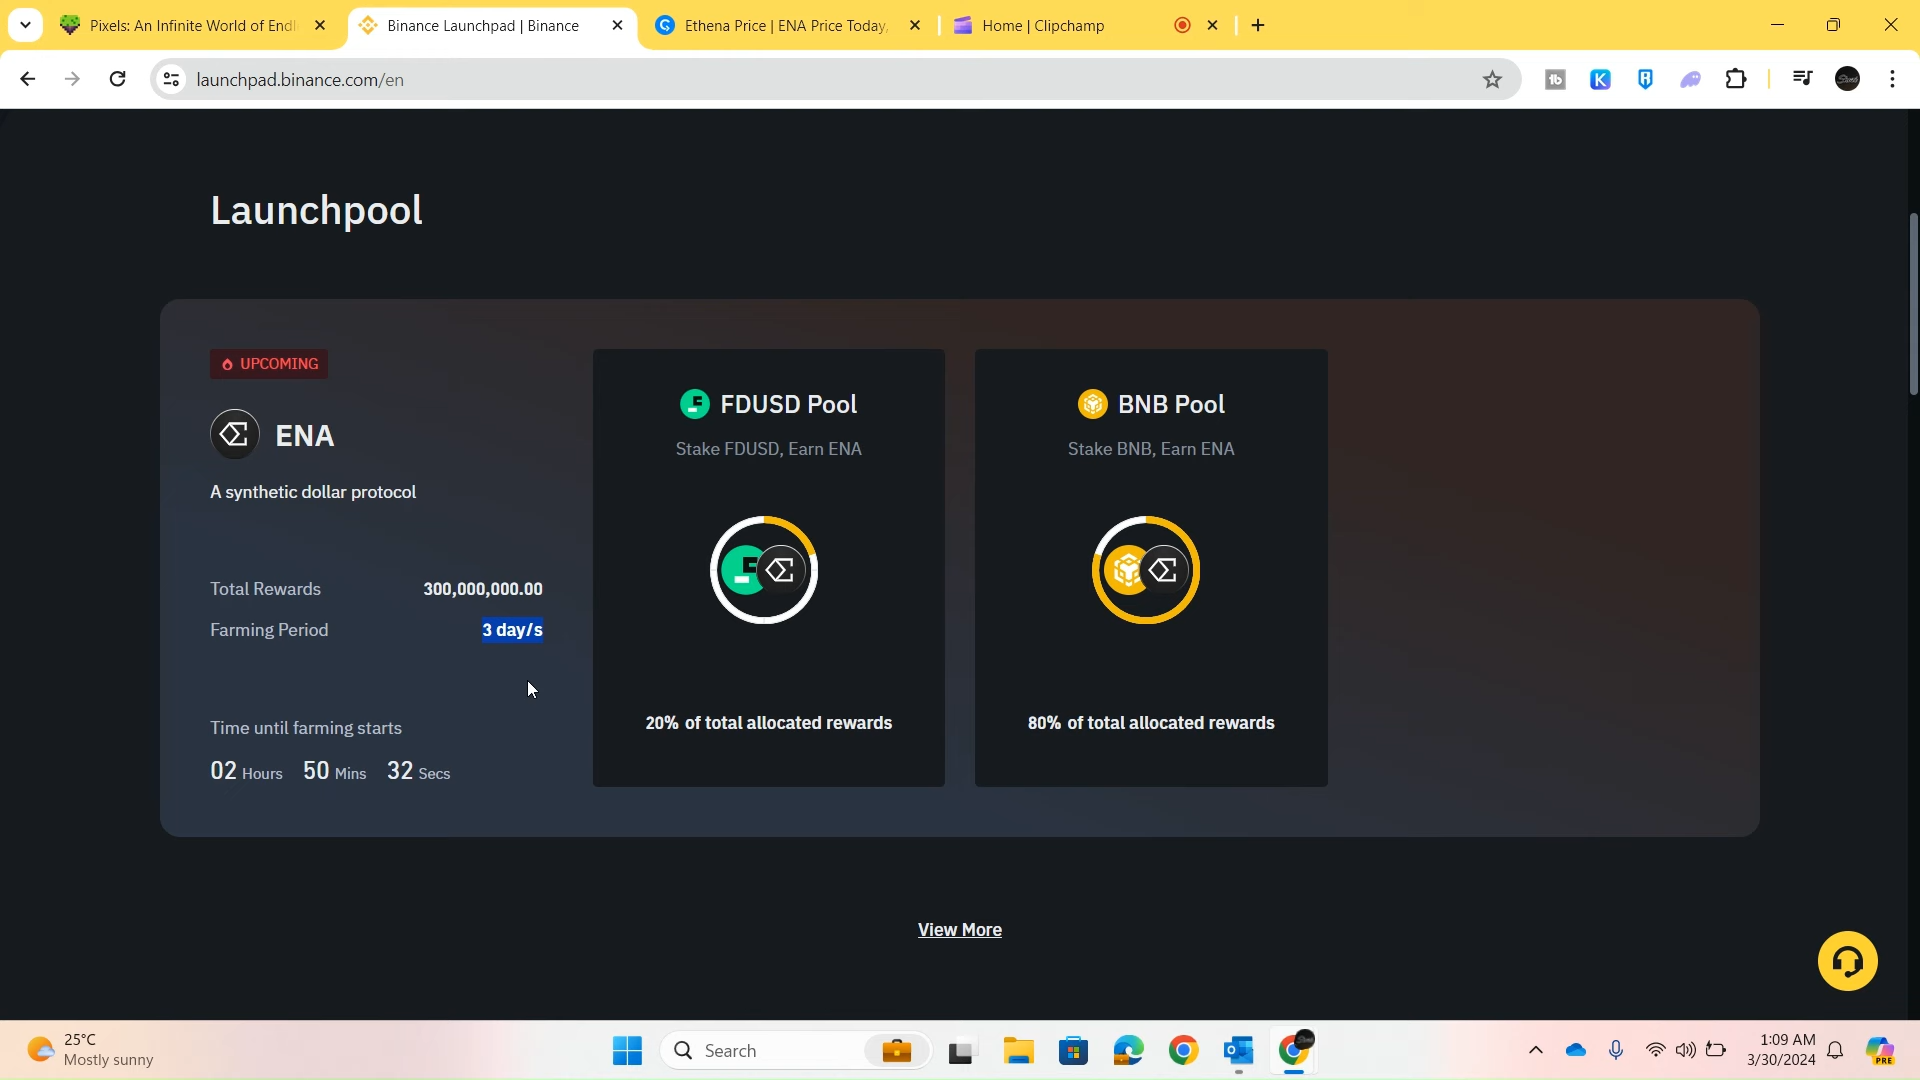 Pixels: An Infinite World of Endl
Binance Launchpad | Binance
Ethena Price | ENA Price Today,
Home | Clipchamp
launchpad.binance.com/en
Launchpool
UPCOMING
ENA
A synthetic dollar protocol
Total Rewards 300,000,000.00
Farming Period 3 day/s
Time until farming starts
02 Hours 50 Mins 32 Secs
FDUSD Pool
Stake FDUSD, Earn ENA
20% of total allocated rewards
BNB Pool
Stake BNB, Earn ENA
80% of total allocated rewards
View More
25°C
Mostly sunny
Search
1:09 AM
3/30/2024
PRE